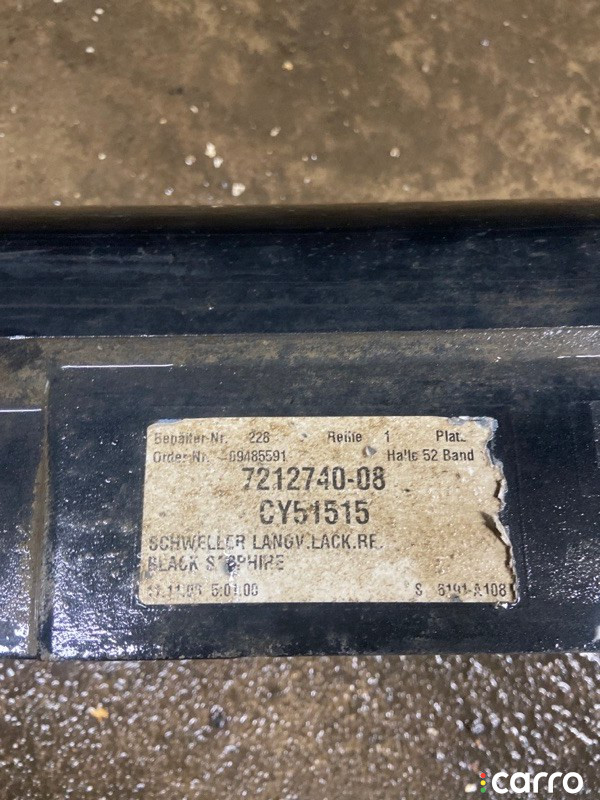 Behälter Nr. 228 Reihe 1 Platz
Order Nr. 09485591 Halle 52 Band
7212740-08
CY51515
SCHWELLER LANGV.LACK.RE.
BLACK SAPPHIRE
5:01:00 S 6101-A108
carro